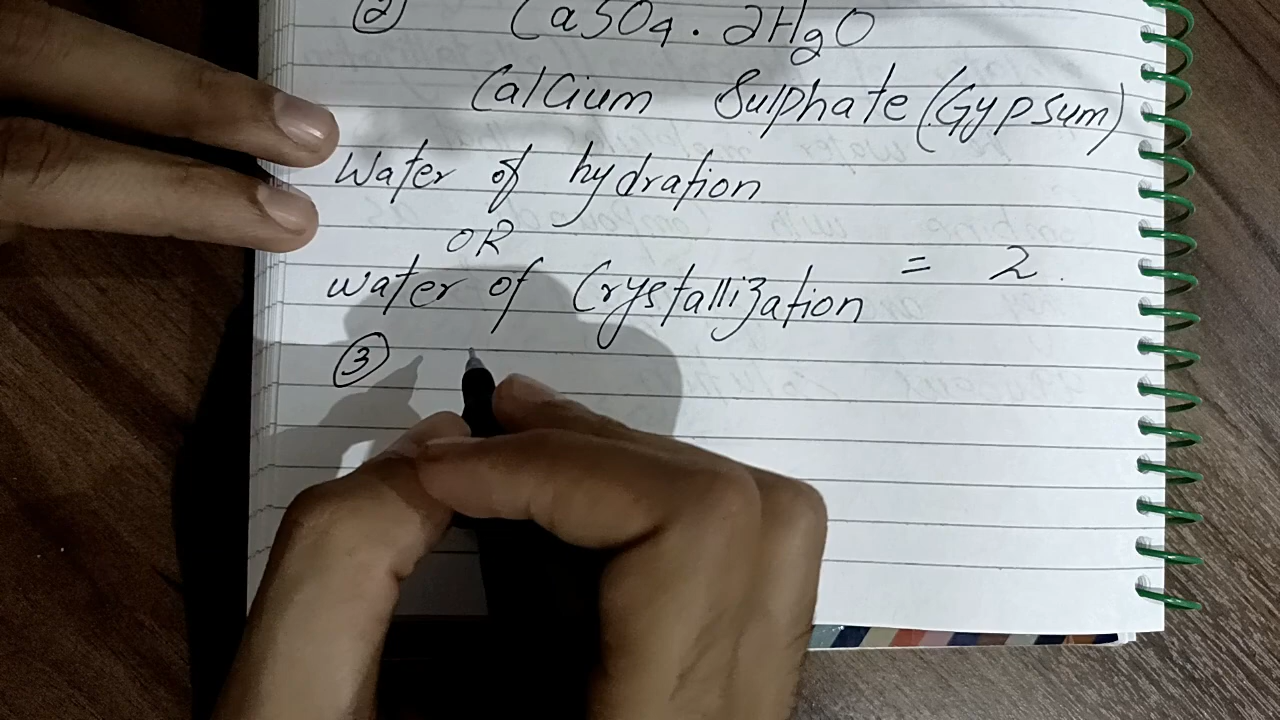 ② CaSO4 . 2H2O
Calcium Sulphate (Gypsum)
Water of hydration
OR
water of Crystallization = 2.
③